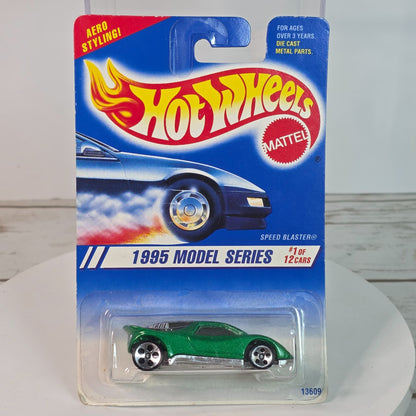 AERO
STYLING!
FOR AGES
OVER 3 YEARS.
DIE CAST
METAL PARTS.
HOT WHEELS
MATTEL
®
SPEED BLASTER®
1995 MODEL SERIES
#1 OF
12 CARS
13609